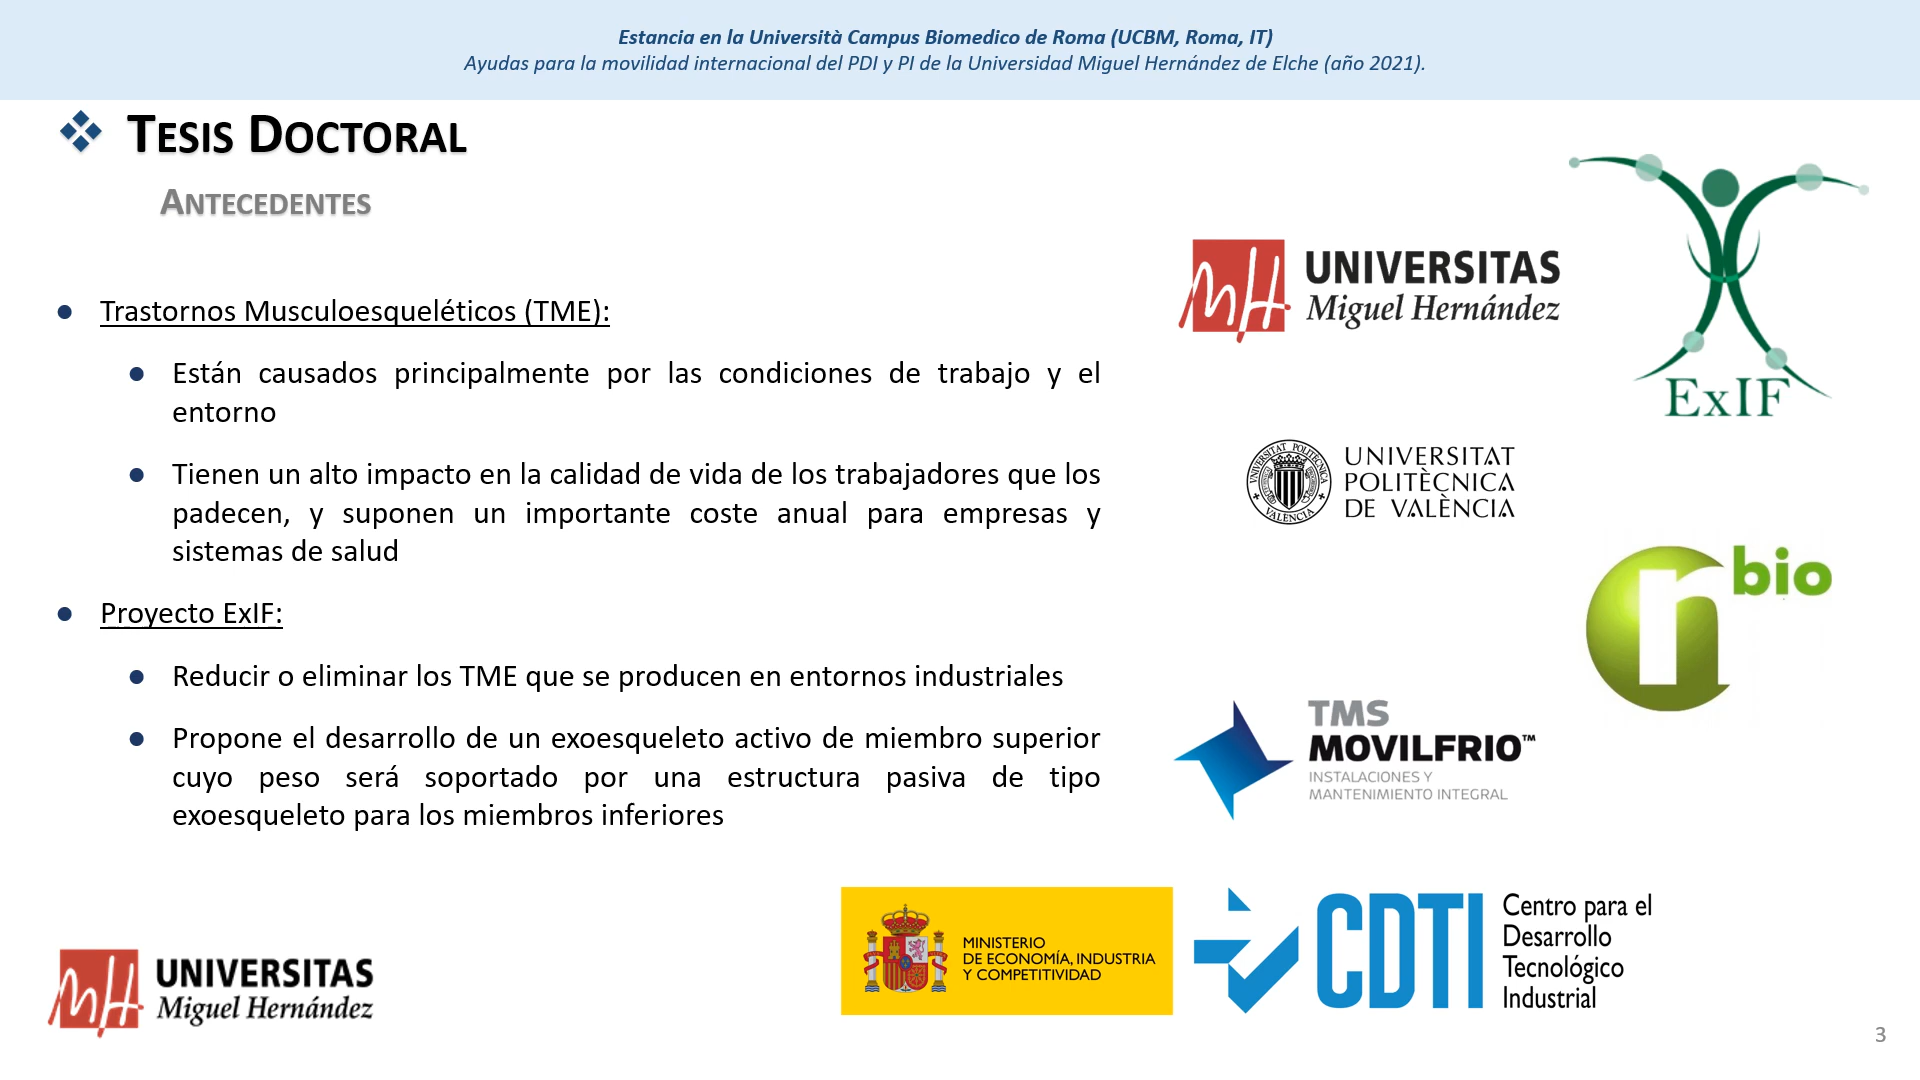 Estancia en la Università Campus Biomedico de Roma (UCBM, Roma, IT)
Ayudas para la movilidad internacional del PDI y PI de la Universidad Miguel Hernández de Elche (año 2021).
TESIS DOCTORAL
ANTECEDENTES
● Trastornos Musculoesqueléticos (TME):
● Están causados principalmente por las condiciones de trabajo y el
entorno
● Tienen un alto impacto en la calidad de vida de los trabajadores que los
padecen, y suponen un importante coste anual para empresas y
sistemas de salud
● Proyecto ExIF:
● Reducir o eliminar los TME que se producen en entornos industriales
● Propone el desarrollo de un exoesqueleto activo de miembro superior
cuyo peso será soportado por una estructura pasiva de tipo
exoesqueleto para los miembros inferiores
mH
UNIVERSITAS
Miguel Hernández
ExIF
UNIVERSITAT POLITÈCNICA
VALÈNCIA
UNIVERSITAT
POLITÈCNICA
DE VALÈNCIA
n bio
TMS
MOVILFRIO™
INSTALACIONES Y
MANTENIMIENTO INTEGRAL
MINISTERIO
DE ECONOMÍA, INDUSTRIA
Y COMPETITIVIDAD
CDTI
Centro para el
Desarrollo
Tecnológico
Industrial
mH
UNIVERSITAS
Miguel Hernández
3